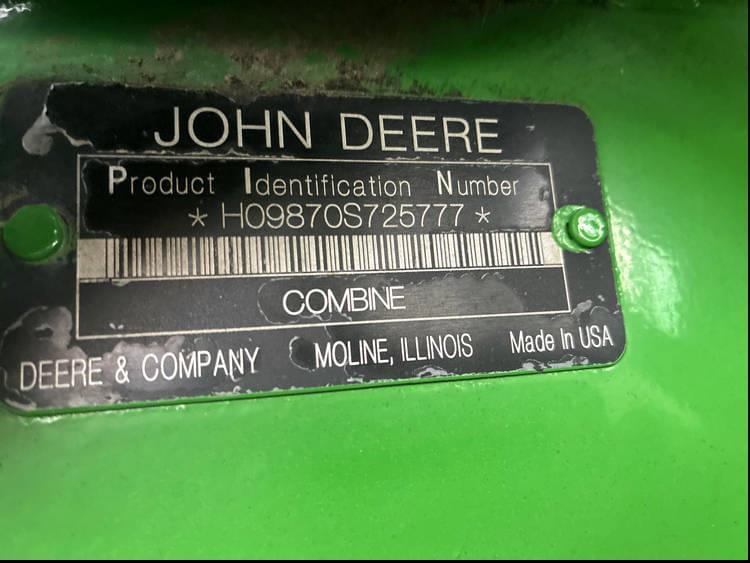 JOHN DEERE
Product Identification Number
* H09870S725777 *
COMBINE
DEERE & COMPANY MOLINE, ILLINOIS Made In USA